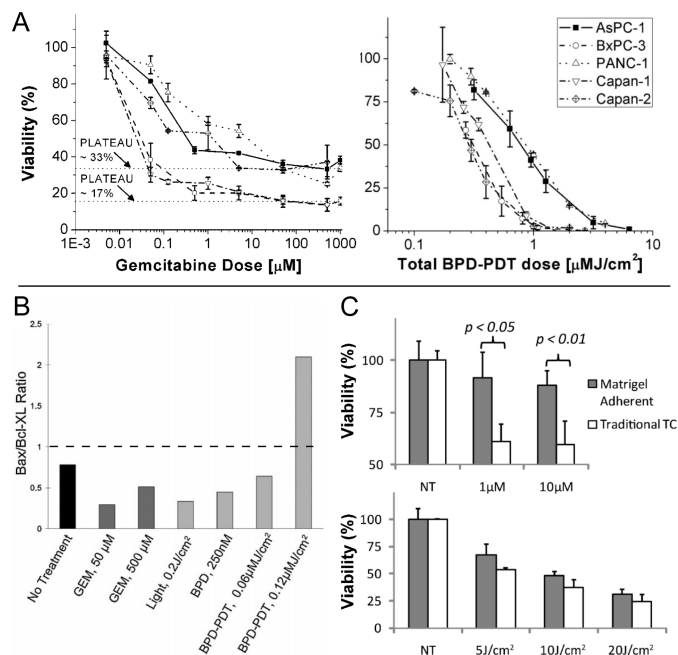 A
Viability (%)
100
80
60
40
20
0
PLATEAU
~ 33%
PLATEAU
~ 17%
1E-3
0.01
0.1
1
10
100
1000
Gemcitabine Dose [µM]
100
75
50
25
0
0.1
1
10
Total BPD-PDT dose [µMJ/cm²]
AsPC-1
BxPC-3
PANC-1
Capan-1
Capan-2
B
Bax/Bcl-XL Ratio
2.5
2
1.5
1
0.5
0
No Treatment
GEM, 50 µM
GEM, 500 µM
Light, 0.2J/cm²
BPD, 250nM
BPD-PDT, 0.06µMJ/cm²
BPD-PDT, 0.12µMJ/cm²
C
Viability (%)
100
75
50
p < 0.05
p < 0.01
NT
1µM
10µM
Matrigel
Adherent
Traditional TC
Viability (%)
100
75
50
25
0
NT
5J/cm²
10J/cm²
20J/cm²